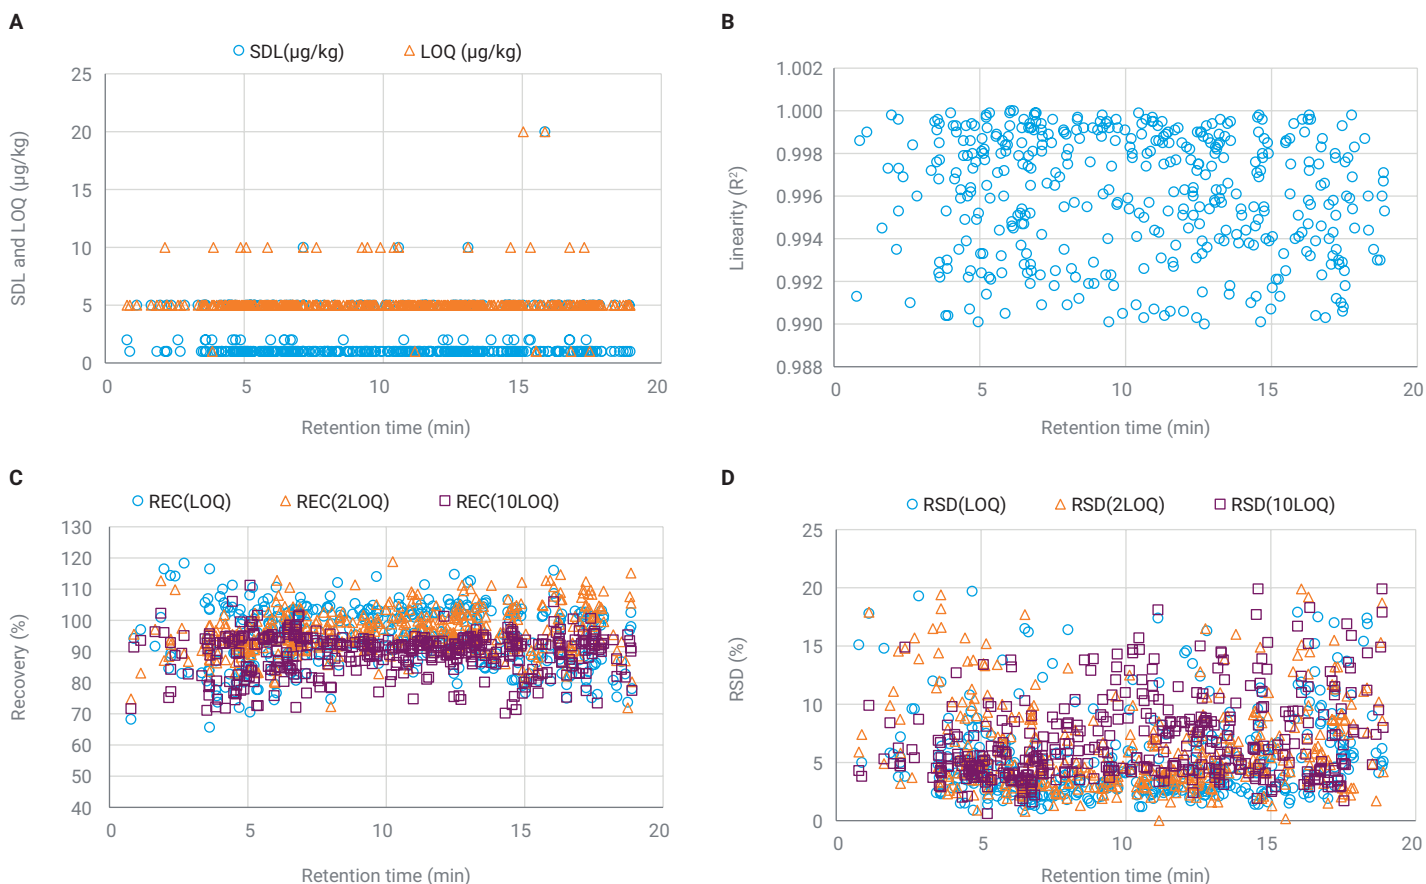 A
SDL(µg/kg) LOQ (µg/kg)
SDL and LOQ (µg/kg)
25
20
15
10
5
0
0 5 10 15 20
Retention time (min)
B
Linearity (R²)
1.002
1.000
0.998
0.996
0.994
0.992
0.990
0.988
0 5 10 15 20
Retention time (min)
C
REC(LOQ) REC(2LOQ) REC(10LOQ)
Recovery (%)
130
120
110
100
90
80
70
60
50
40
0 5 10 15 20
Retention time (min)
D
RSD(LOQ) RSD(2LOQ) RSD(10LOQ)
RSD (%)
25
20
15
10
5
0
0 5 10 15 20
Retention time (min)